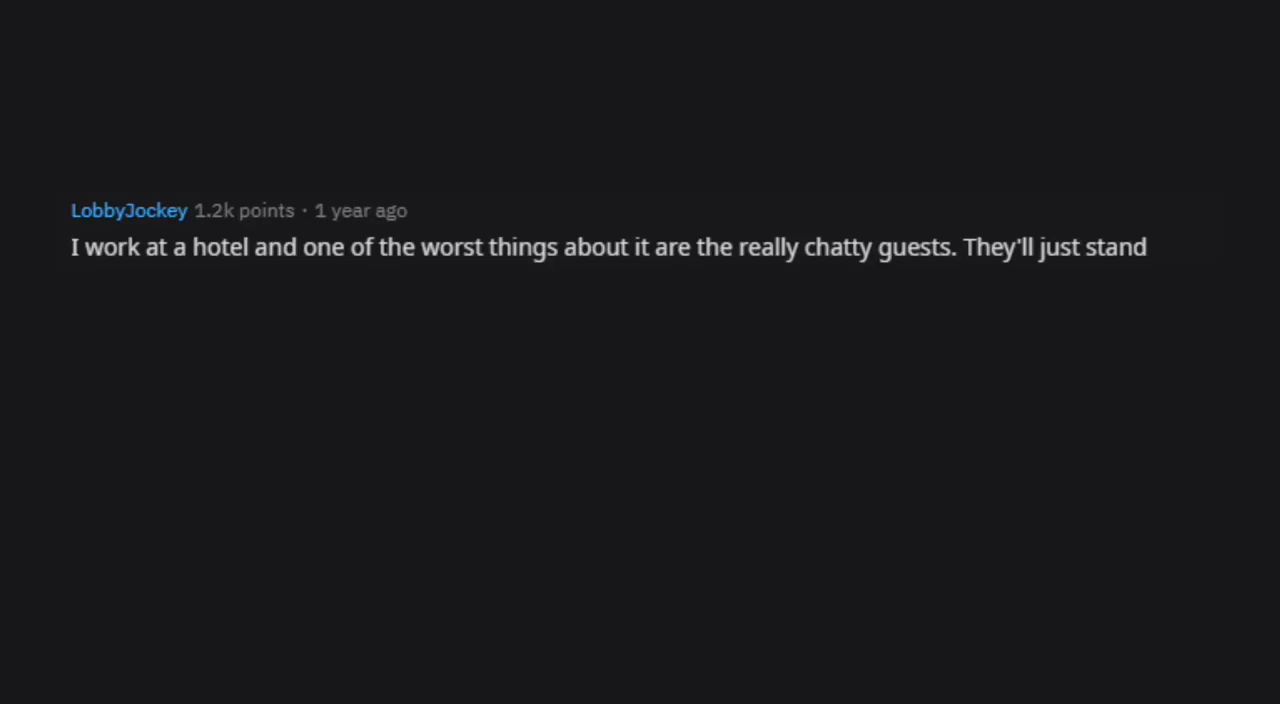 LobbyJockey 1.2k points · 1 year ago
I work at a hotel and one of the worst things about it are the really chatty guests. They'll just stand